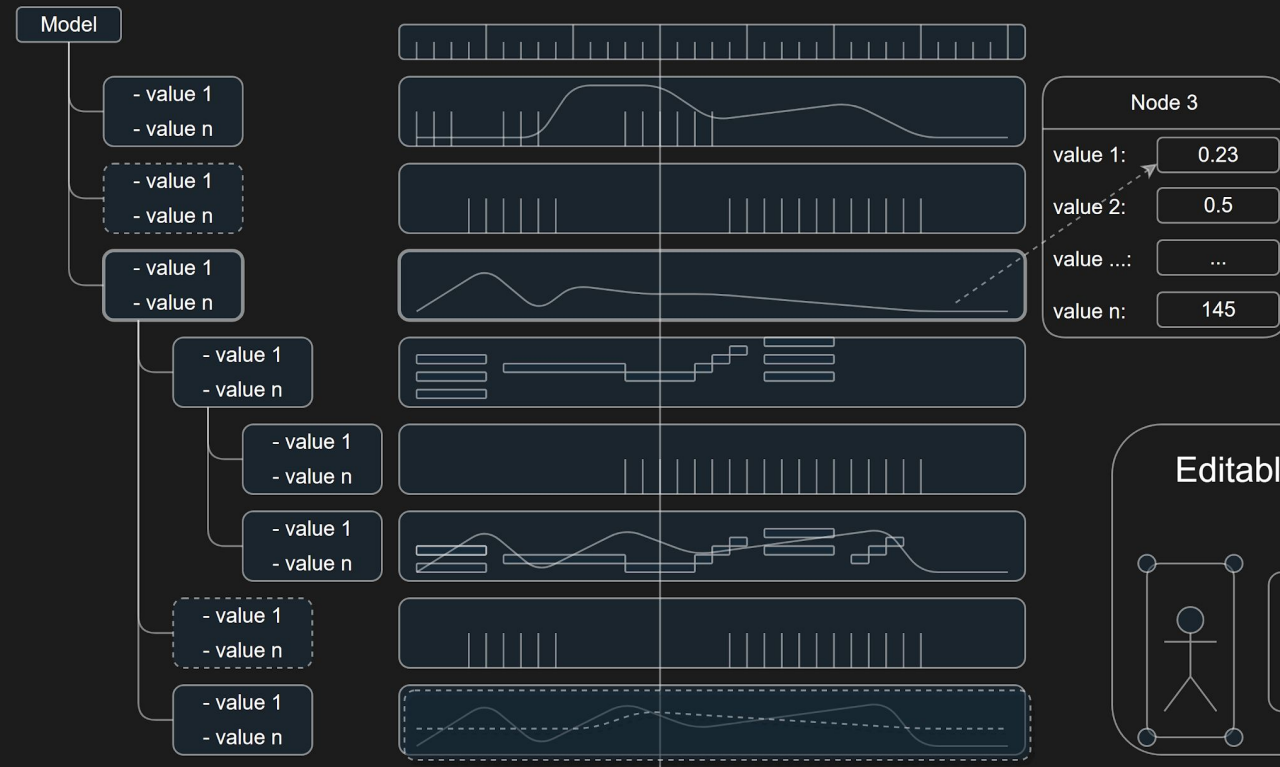 Model
- value 1
- value n
- value 1
- value n
- value 1
- value n
- value 1
- value n
- value 1
- value n
- value 1
- value n
- value 1
- value n
- value 1
- value n
Node 3
value 1: 0.23
value 2: 0.5
value ...: ...
value n: 145
Editabl